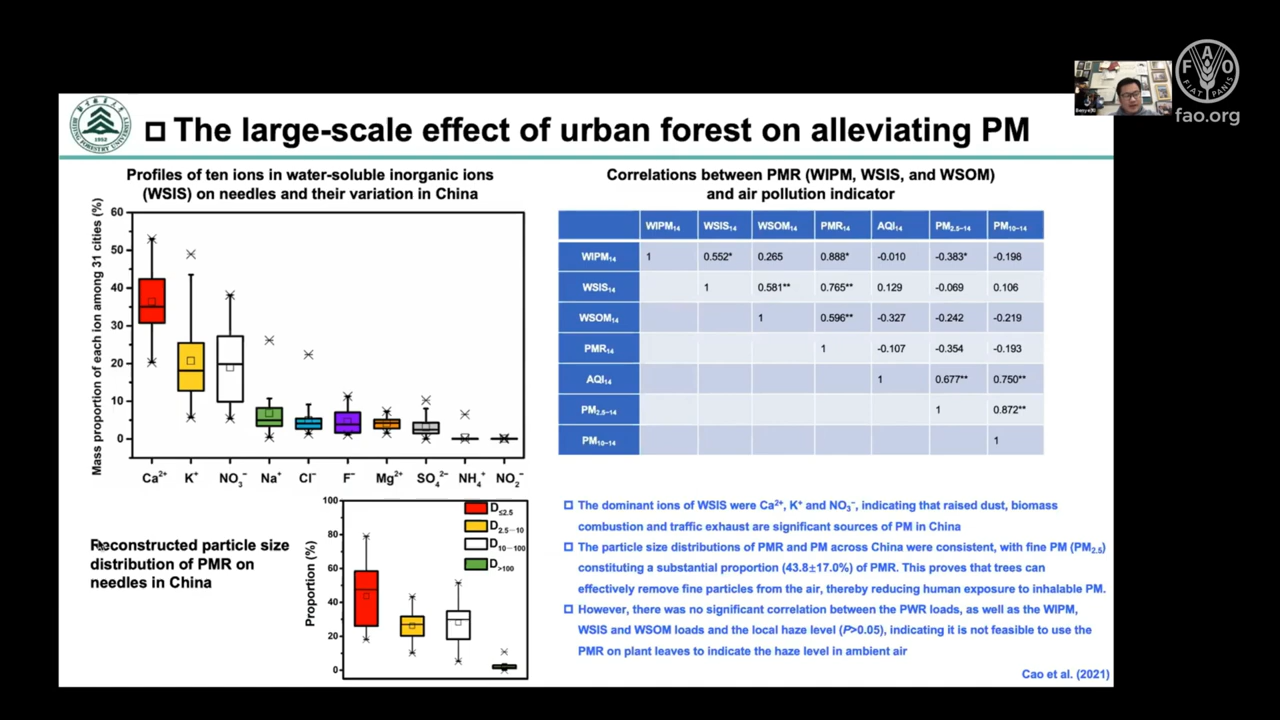 FAO
FIAT PANIS
fao.org
1952
□ The large-scale effect of urban forest on alleviating PM
Profiles of ten ions in water-soluble inorganic ions
(WSIS) on needles and their variation in China
Mass proportion of each ion among 31 cities (%)
60
50
40
30
20
10
0
Ca²⁺ K⁺ NO₃⁻ Na⁺ Cl⁻ F⁻ Mg²⁺ SO₄²⁻ NH₄⁺ NO₂⁻
Reconstructed particle size
distribution of PMR on
needles in China
Proportion (%)
100
80
60
40
20
0
D≤2.5
D2.5−10
D10−100
D>100
Correlations between PMR (WIPM, WSIS, and WSOM)
and air pollution indicator
WIPM₁₄ WSIS₁₄ WSOM₁₄ PMR₁₄ AQI₁₄ PM₂.₅₋₁₄ PM₁₀₋₁₄
WIPM₁₄ 1 0.552* 0.265 0.888* -0.010 -0.383* -0.198
WSIS₁₄ 1 0.581** 0.765** 0.129 -0.069 0.106
WSOM₁₄ 1 0.596** -0.327 -0.242 -0.219
PMR₁₄ 1 -0.107 -0.354 -0.193
AQI₁₄ 1 0.677** 0.750**
PM₂.₅₋₁₄ 1 0.872**
PM₁₀₋₁₄ 1
□ The dominant ions of WSIS were Ca²⁺, K⁺ and NO₃⁻, indicating that raised dust, biomass
combustion and traffic exhaust are significant sources of PM in China
□ The particle size distributions of PMR and PM across China were consistent, with fine PM (PM₂.₅)
constituting a substantial proportion (43.8±17.0%) of PMR. This proves that trees can
effectively remove fine particles from the air, thereby reducing human exposure to inhalable PM.
□ However, there was no significant correlation between the PWR loads, as well as the WIPM,
WSIS and WSOM loads and the local haze level (P>0.05), indicating it is not feasible to use the
PMR on plant leaves to indicate the haze level in ambient air
Cao et al. (2021)